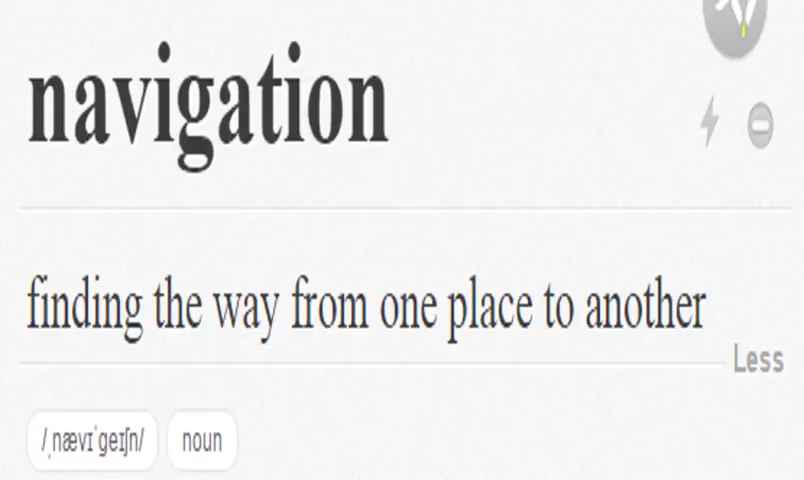 navigation
finding the way from one place to another
Less
/ˌnævɪˈgeɪʃn/ noun